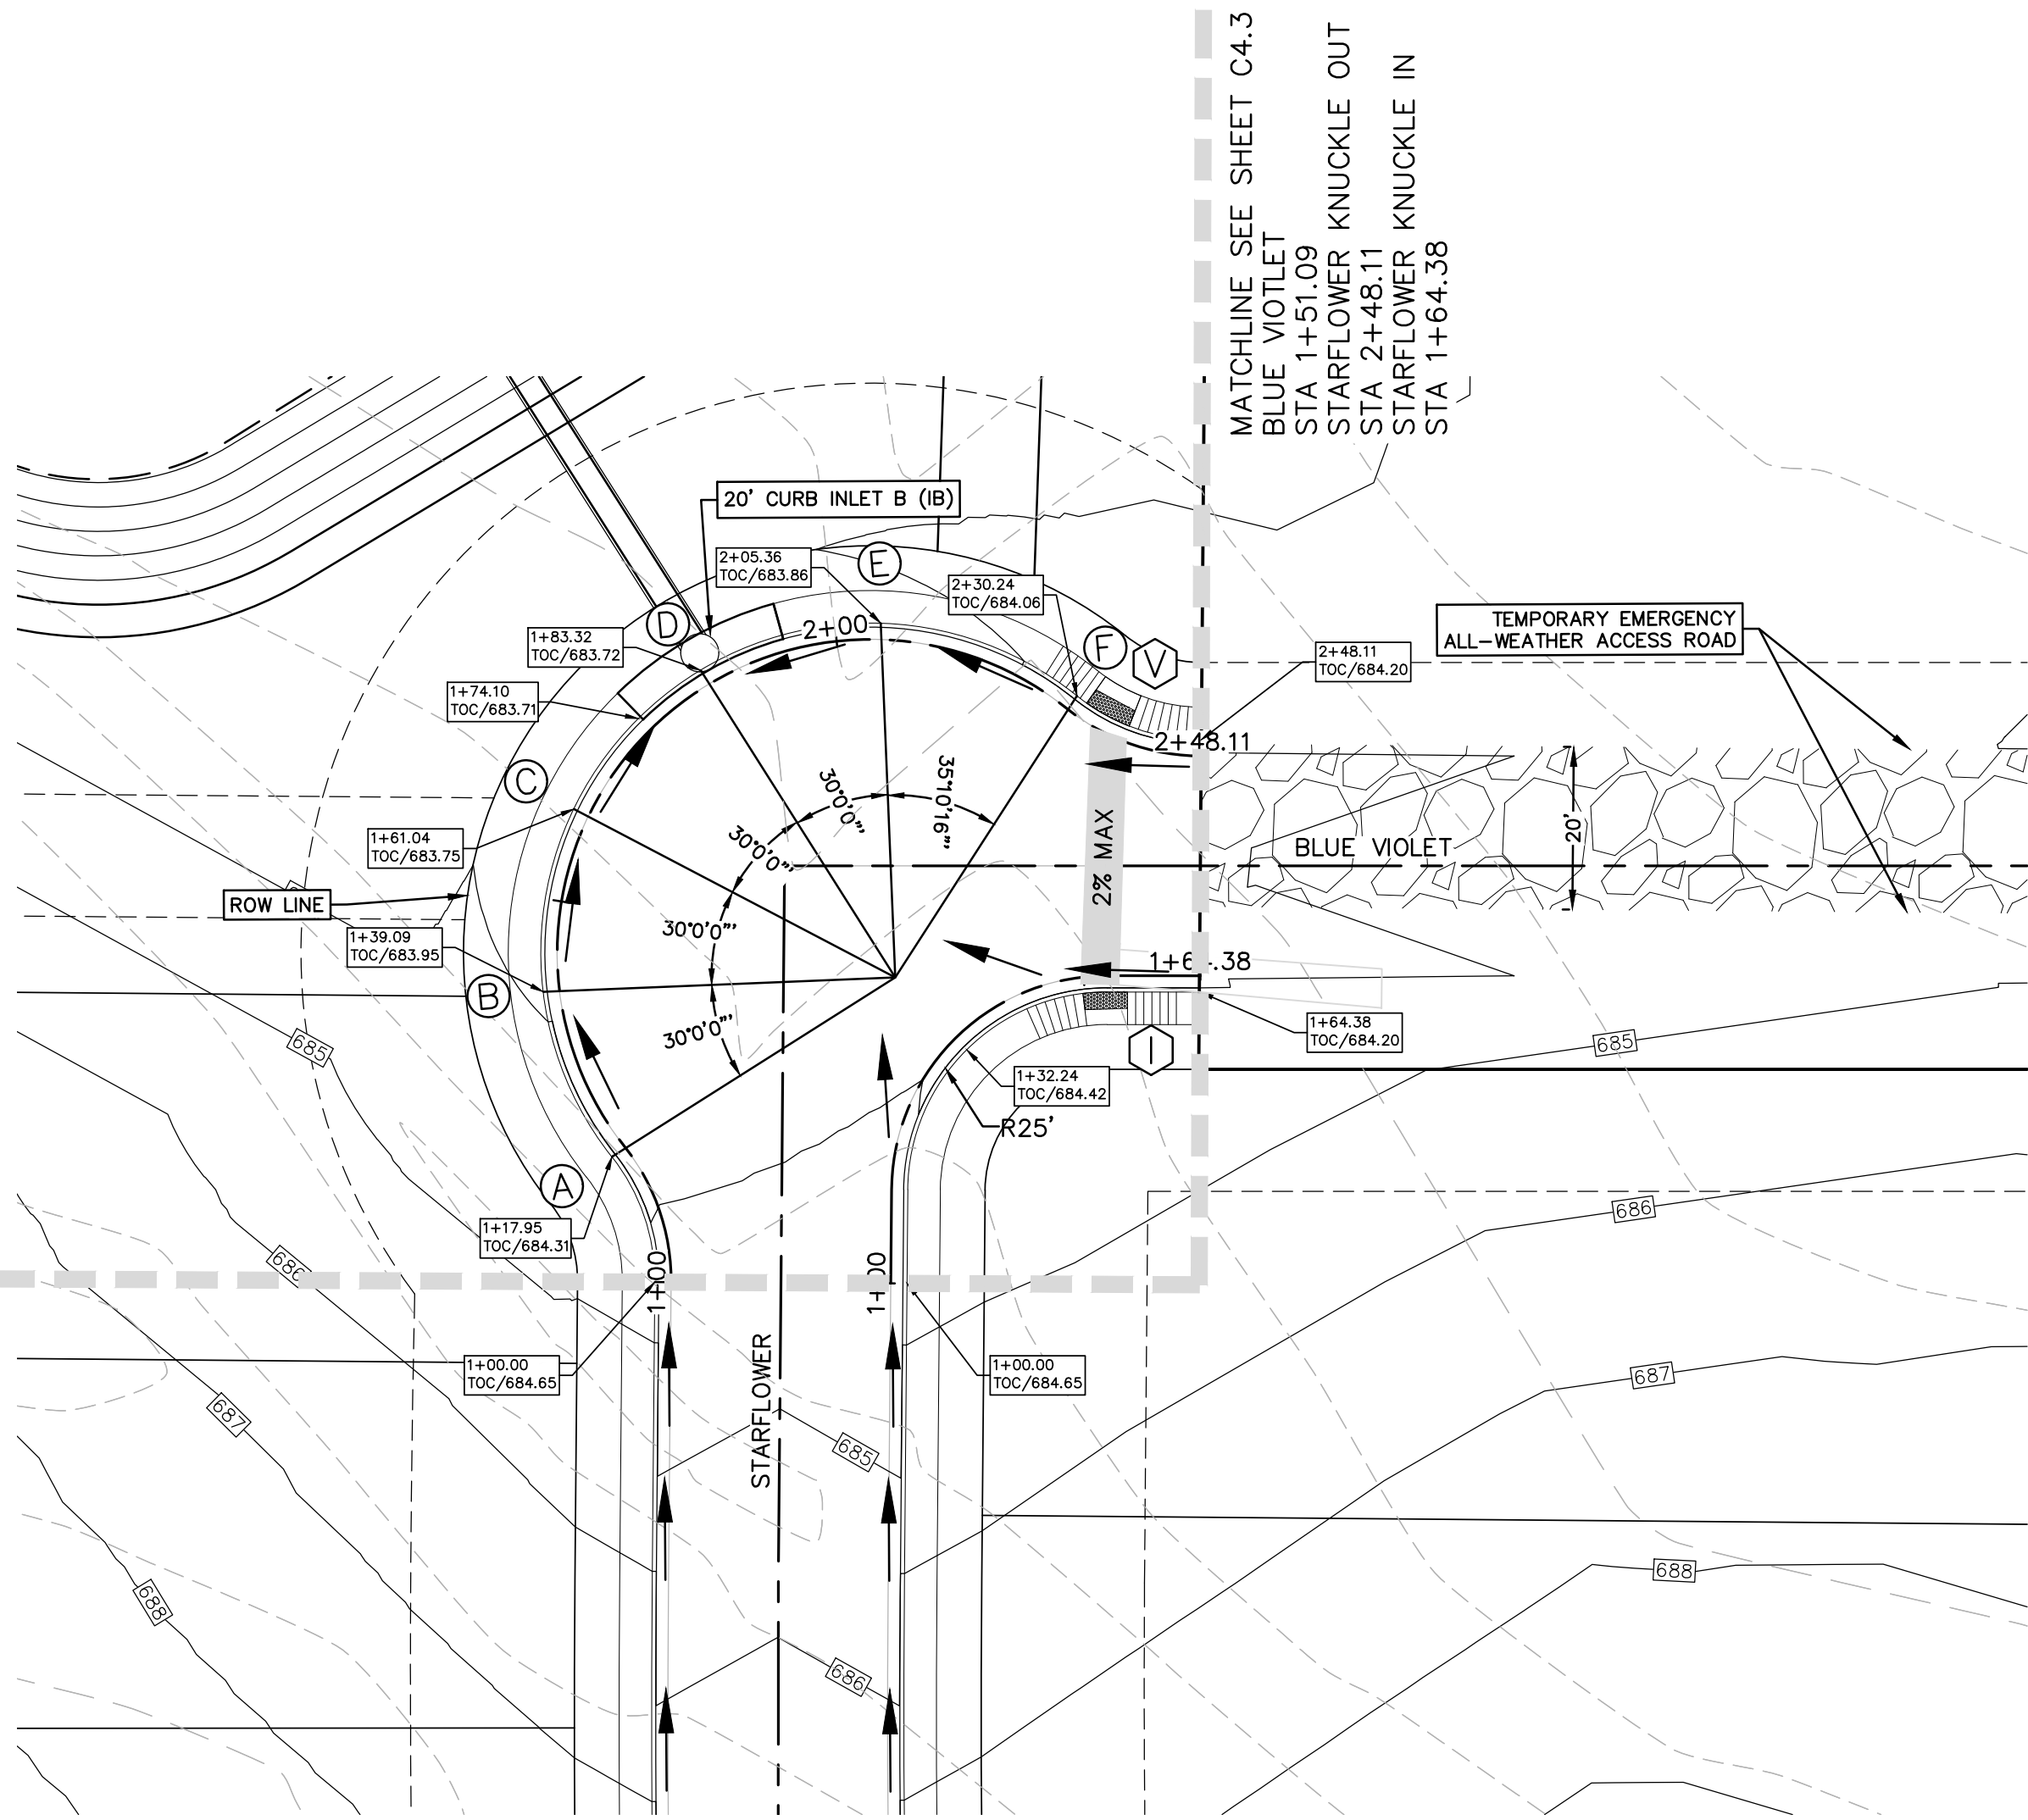 MATCHLINE SEE SHEET C4.3
BLUE VIOTLET
STA 1+51.09
STARFLOWER KNUCKLE OUT
STA 2+48.11
STARFLOWER KNUCKLE IN
STA 1+64.38
20' CURB INLET B (IB)
2+05.36
TOC/683.86
E
2+30.24
TOC/684.06
D
2+00
1+83.32
TOC/683.72
F
V
TEMPORARY EMERGENCY
ALL-WEATHER ACCESS ROAD
2+48.11
TOC/684.20
1+74.10
TOC/683.71
2+48.11
C
30°0'0"'
35°10'16"'
30°0'0"'
2% MAX
20'
BLUE VIOLET
1+61.04
TOC/683.75
ROW LINE
1+39.09
TOC/683.95
30°0'0"'
B
30°0'0"'
1+64.38
TOC/684.20
685
685
I
1+32.24
TOC/684.42
R25'
A
1+17.95
TOC/684.31
686
686
1+00
1+00
1+00.00
TOC/684.65
STARFLOWER
1+00.00
TOC/684.65
687
687
685
688
688
686